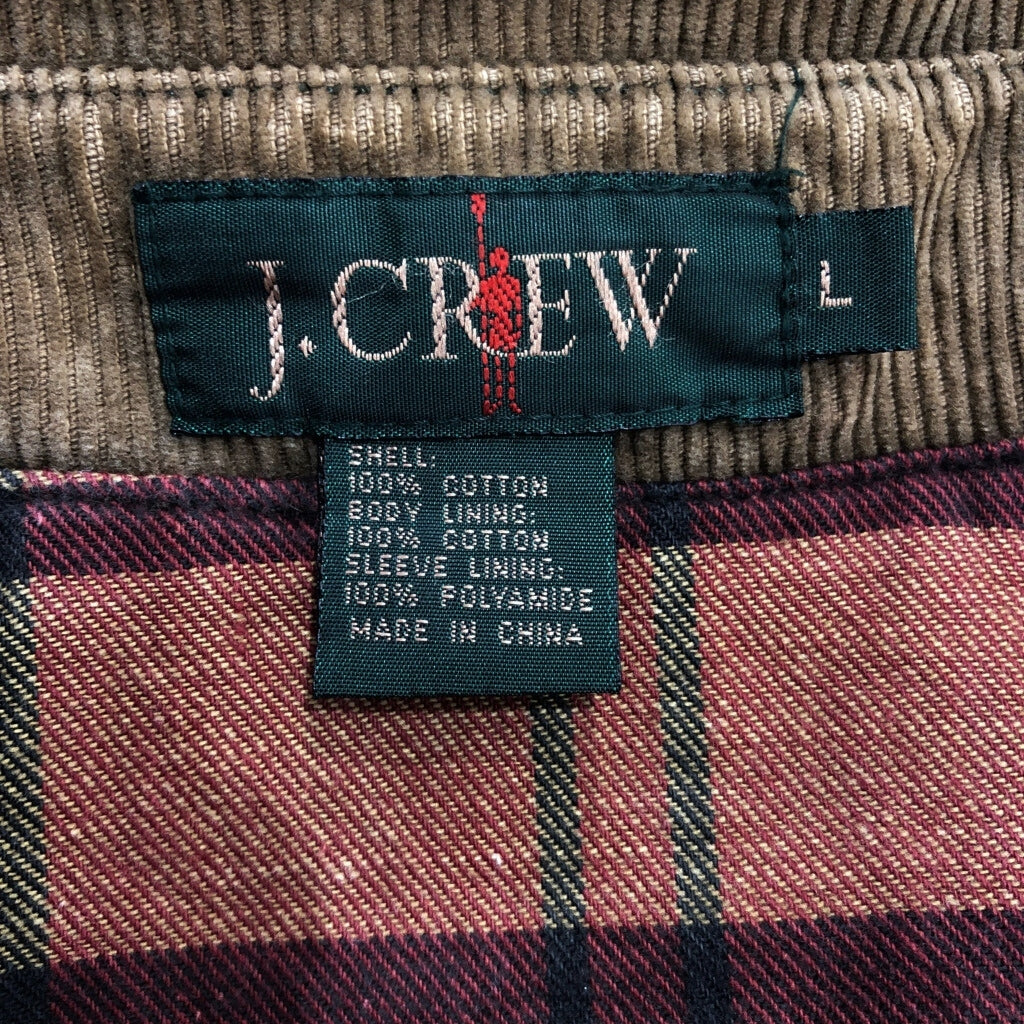 J.CREW
L
SHELL:
100% COTTON
BODY LINING:
100% COTTON
SLEEVE LINING:
100% POLYAMIDE
MADE IN CHINA